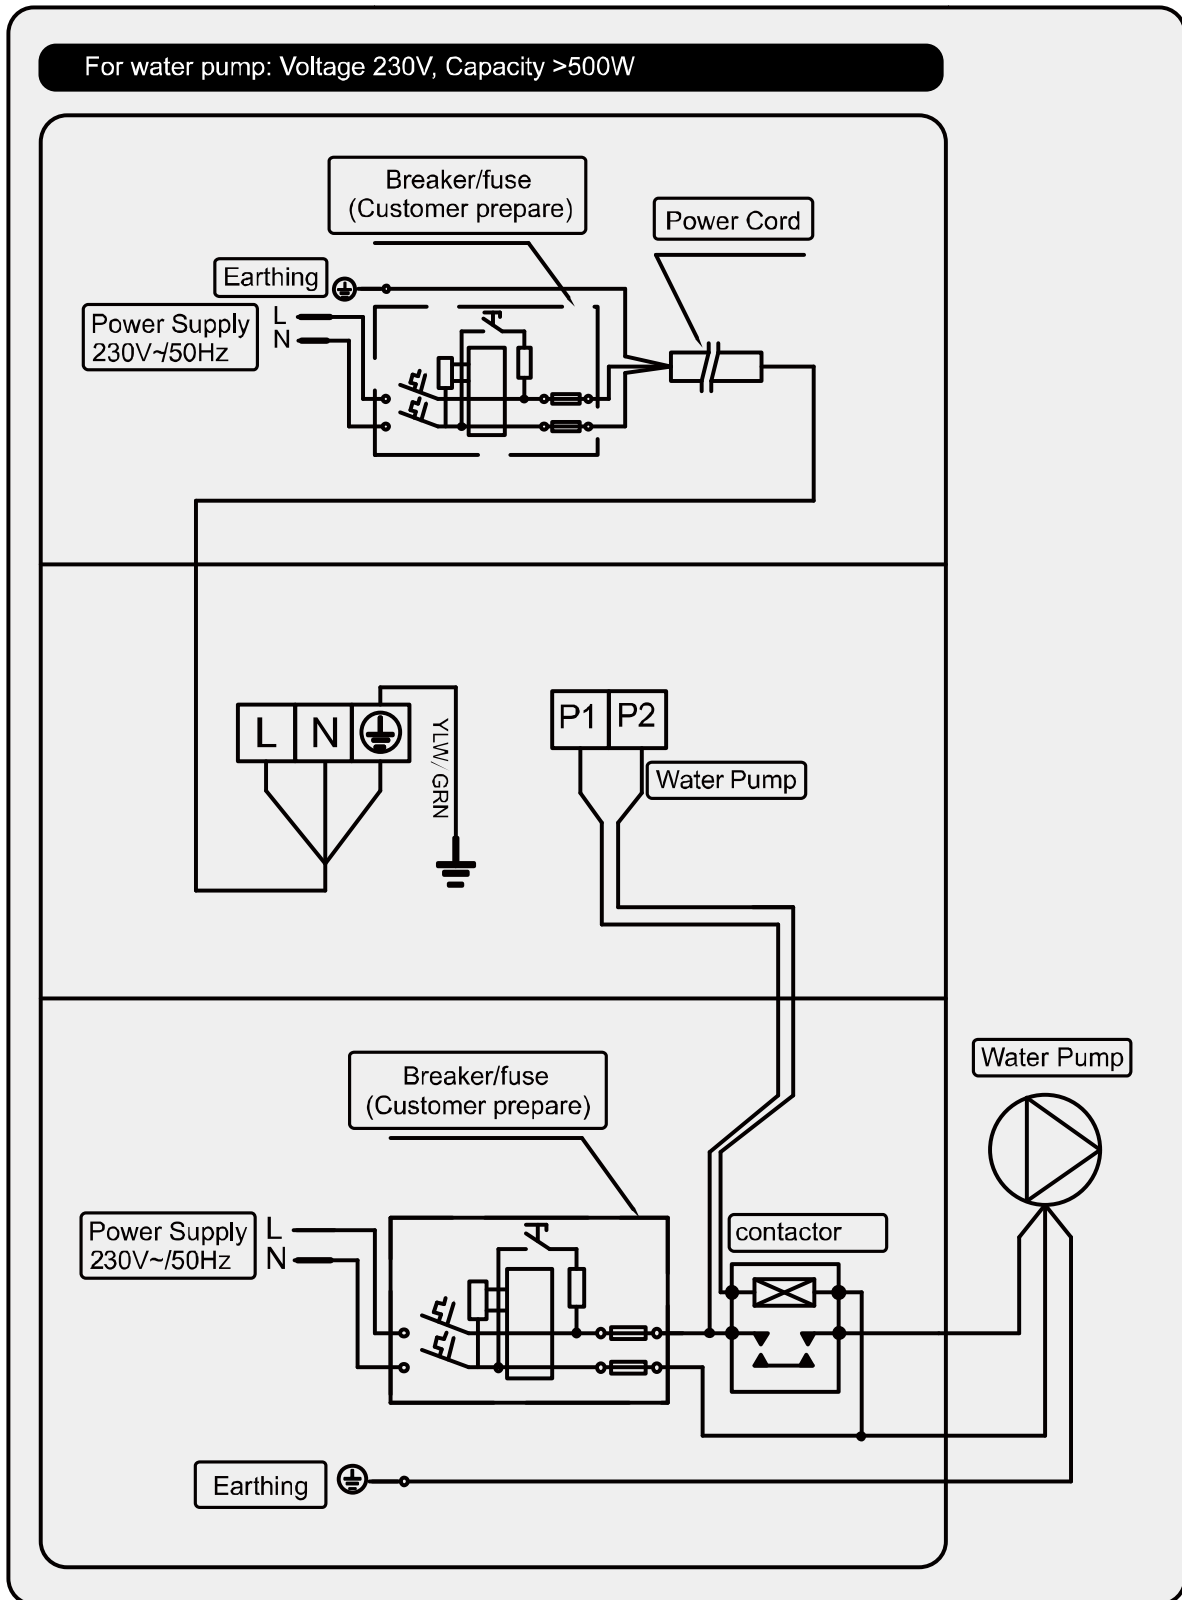 For water pump: Voltage 230V, Capacity >500W
Breaker/fuse
(Customer prepare)
Power Cord
Earthing
Power Supply
230V~/50Hz
L
N
L N
YLW/GRN
P1 P2
Water Pump
Water Pump
Breaker/fuse
(Customer prepare)
Power Supply
230V~/50Hz
L
N
contactor
Earthing